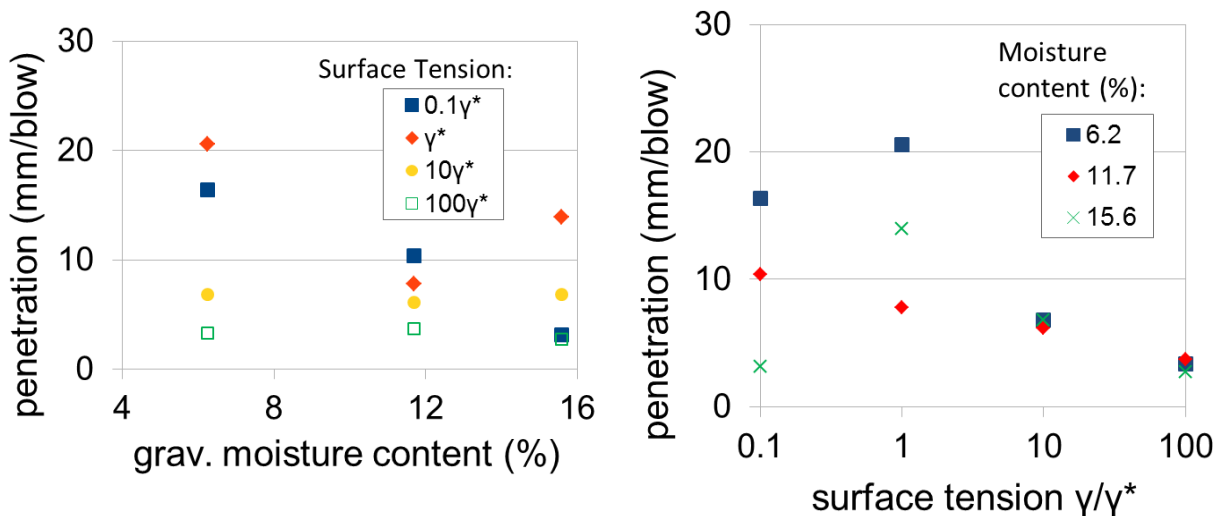 penetration (mm/blow)
30
20
10
0
4
8
12
16
grav. moisture content (%)
Surface Tension:
0.1γ*
γ*
10γ*
100γ*
penetration (mm/blow)
30
20
10
0
0.1
1
10
100
surface tension γ/γ*
Moisture
content (%):
6.2
11.7
15.6